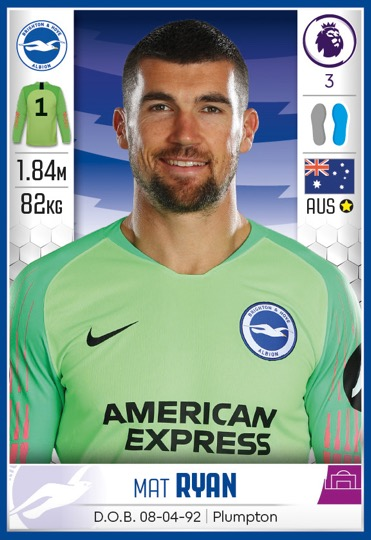 BRIGHTON & HOVE
ALBION
3
1
1.84M
82KG
AUS
BRIGHTON & HOVE
ALBION
AMERICAN
EXPRESS
MAT RYAN
D.O.B. 08-04-92 | Plumpton